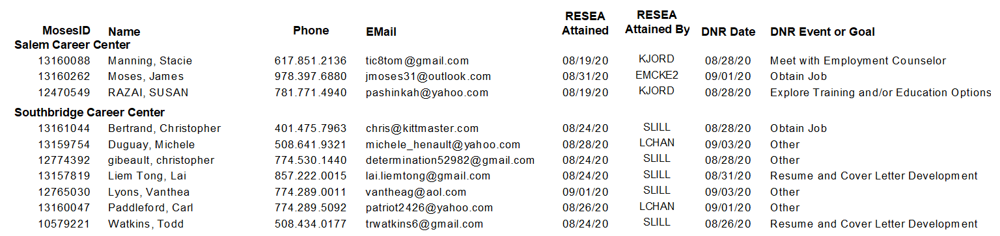 MosesID Name Phone EMail RESEA Attained RESEA Attained By DNR Date DNR Event or Goal
Salem Career Center
13160088 Manning, Stacie 617.851.2136 tic8tom@gmail.com 08/19/20 KJORD 08/28/20 Meet with Employment Counselor
13160262 Moses, James 978.397.6880 jmoses31@outlook.com 08/31/20 EMCKE2 09/01/20 Obtain Job
12470549 RAZAI, SUSAN 781.771.4940 pashinkah@yahoo.com 08/19/20 KJORD 08/28/20 Explore Training and/or Education Options
Southbridge Career Center
13161044 Bertrand, Christopher 401.475.7963 chris@kittmaster.com 08/24/20 SLILL 08/28/20 Obtain Job
13159754 Duguay, Michele 508.641.9321 michele_henault@yahoo.com 08/28/20 LCHAN 09/03/20 Other
12774392 gibeault, christopher 774.530.1440 determination52982@gmail.com 08/24/20 SLILL 08/28/20 Other
13157819 Liem Tong, Lai 857.222.0015 lai.liemtong@gmail.com 08/24/20 SLILL 08/31/20 Resume and Cover Letter Development
12765030 Lyons, Vanthea 774.289.0011 vantheag@aol.com 09/01/20 SLILL 09/03/20 Other
13160047 Paddleford, Carl 774.289.5092 patriot2426@yahoo.com 08/26/20 LCHAN 09/01/20 Other
10579221 Watkins, Todd 508.434.0177 trwatkins6@gmail.com 08/24/20 SLILL 08/26/20 Resume and Cover Letter Development